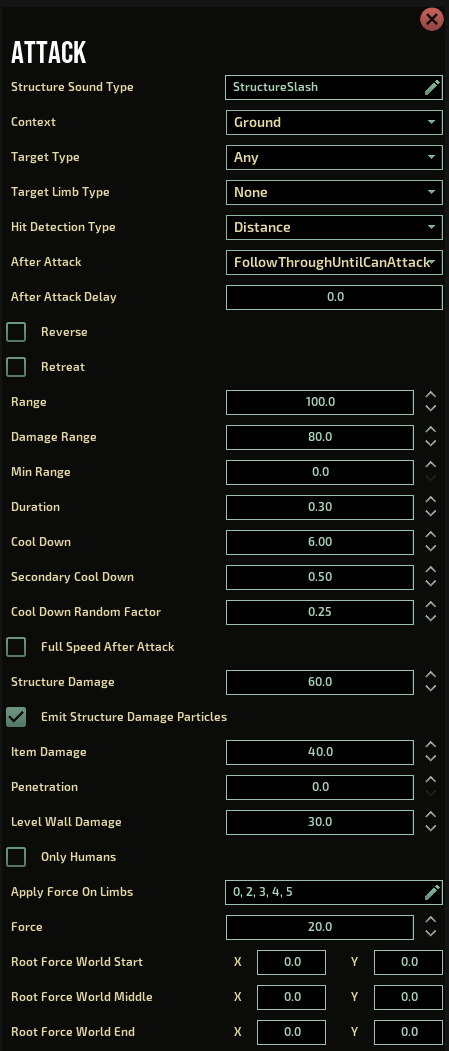 ATTACK
Structure Sound Type StructureSlash
Context Ground
Target Type Any
Target Limb Type None
Hit Detection Type Distance
After Attack FollowThroughUntilCanAttack
After Attack Delay 0.0
Reverse
Retreat
Range 100.0
Damage Range 80.0
Min Range 0.0
Duration 0.30
Cool Down 6.00
Secondary Cool Down 0.50
Cool Down Random Factor 0.25
Full Speed After Attack
Structure Damage 60.0
Emit Structure Damage Particles
Item Damage 40.0
Penetration 0.0
Level Wall Damage 30.0
Only Humans
Apply Force On Limbs 0, 2, 3, 4, 5
Force 20.0
Root Force World Start X 0.0 Y 0.0
Root Force World Middle X 0.0 Y 0.0
Root Force World End X 0.0 Y 0.0